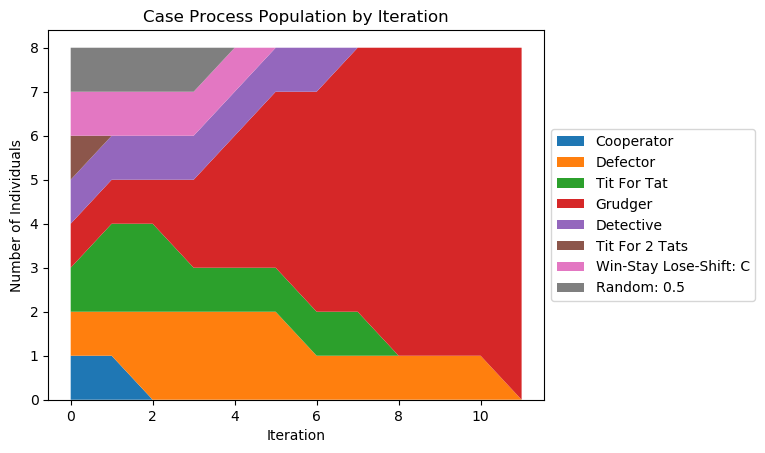 Case Process Population by Iteration
Number of Individuals
8
7
6
5
4
3
2
1
0
0 2 4 6 8 10
Iteration
Cooperator
Defector
Tit For Tat
Grudger
Detective
Tit For 2 Tats
Win-Stay Lose-Shift: C
Random: 0.5